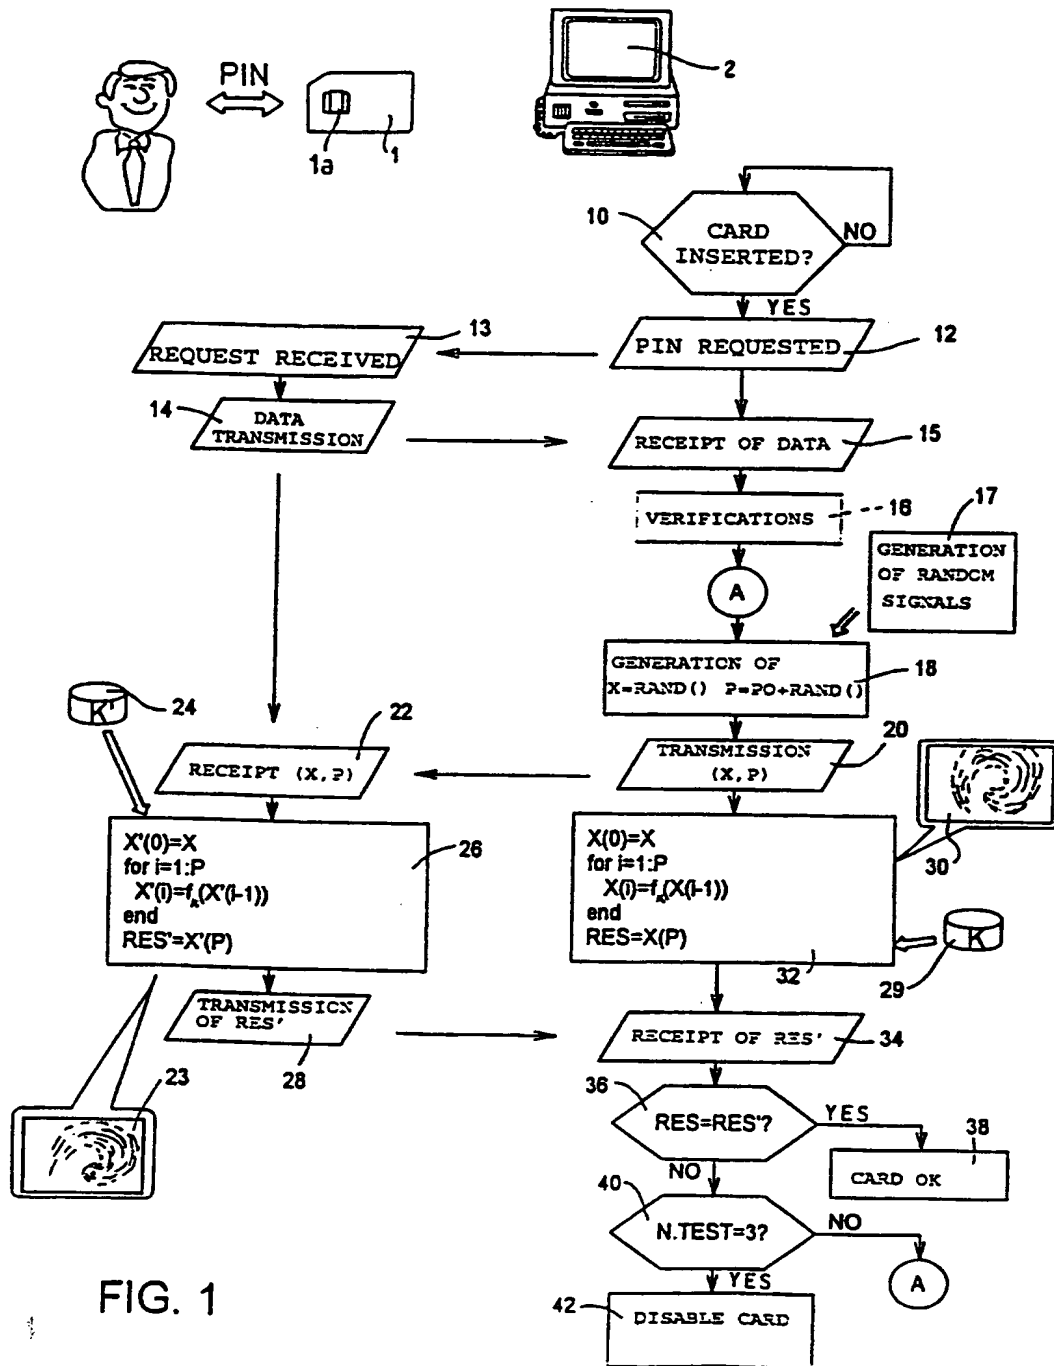 PIN
2
1a
1
10
CARD
INSERTED?
NO
YES
13
REQUEST RECEIVED
PIN REQUESTED
12
14
DATA
TRANSMISSION
RECEIPT OF DATA
15
VERIFICATIONS
16
17
GENERATION
OF RANDOM
SIGNALS
A
GENERATION OF
X=RAND() P=PO+RAND()
18
24
K'
22
RECEIPT (X,P)
TRANSMISSION
(X,P)
20
30
X'(0)=X
for i=1:P
X'(i)=fk(X'(i-1))
end
RES'=X'(P)
26
X(0)=X
for i=1:P
X(i)=fk(X(i-1))
end
RES=X(P)
32
K
29
TRANSMISSION
OF RES'
28
RECEIPT OF RES'
34
23
36
RES=RES'?
YES
38
CARD OK
NO
40
N.TEST=3?
NO
A
YES
42
DISABLE CARD
FIG. 1